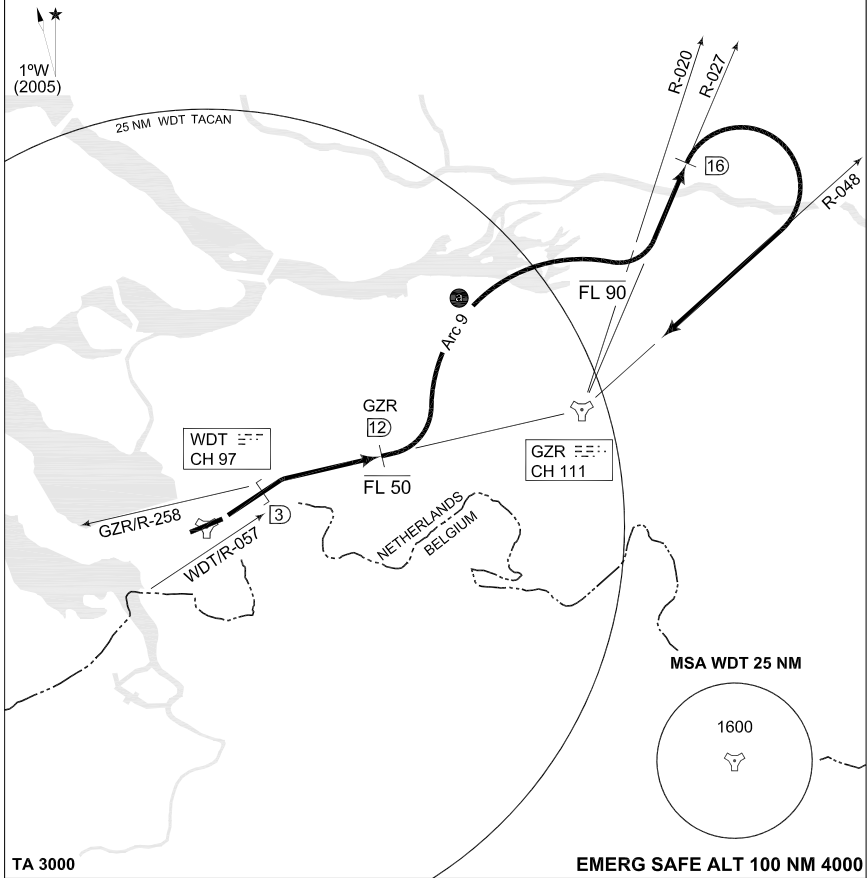 1°W
(2005)
25 NM WDT TACAN
R-020
R-027
16
R-048
FL 90
a
Arc 9
GZR
12
FL 50
WDT
CH 97
GZR
CH 111
GZR/R-258
3
WDT/R-057
NETHERLANDS
BELGIUM
MSA WDT 25 NM
1600
TA 3000
EMERG SAFE ALT 100 NM 4000